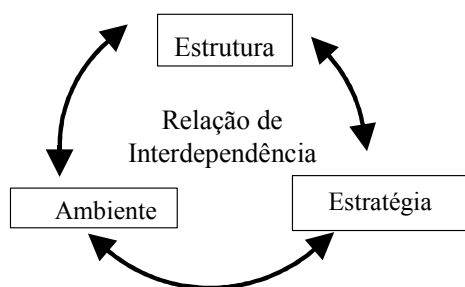 Estrutura
Relação de
Interdependência
Ambiente
Estratégia